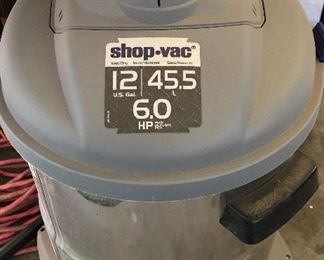 shop·vac®
12 | 45.5
U.S. Gal. L
6.0
HP